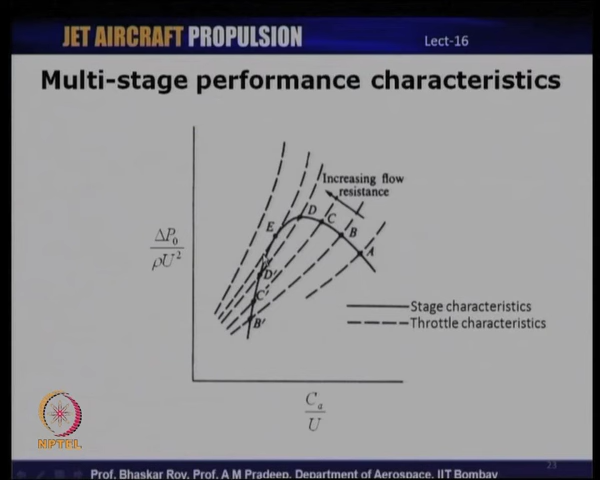 JET AIRCRAFT PROPULSION
Lect-16
Multi-stage performance characteristics
Increasing flow
resistance
D
C
B
A
E
D'
C'
B'
ΔP₀
ρU²
Stage characteristics
Throttle characteristics
Cₐ
U
NPTEL
23
Prof. Bhaskar Roy, Prof. A M Pradeep, Department of Aerospace, IIT Bombay